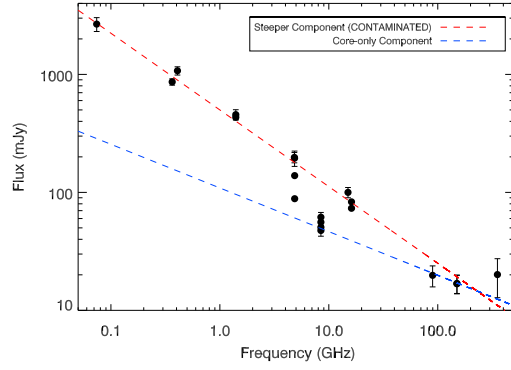 Steeper Component (CONTAMINATED)
Core-only Component
1000
100
10
Flux (mJy)
0.1 1.0 10.0 100.0
Frequency (GHz)